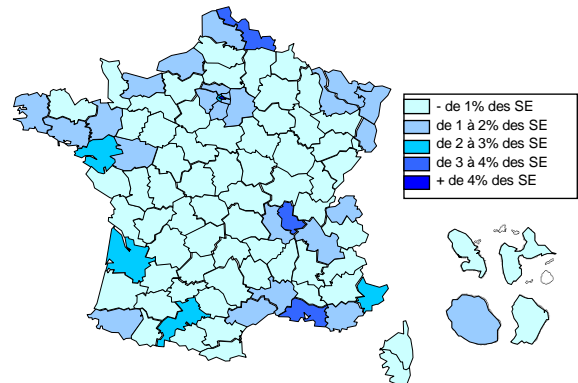 - de 1% des SE
de 1 à 2% des SE
de 2 à 3% des SE
de 3 à 4% des SE
+ de 4% des SE